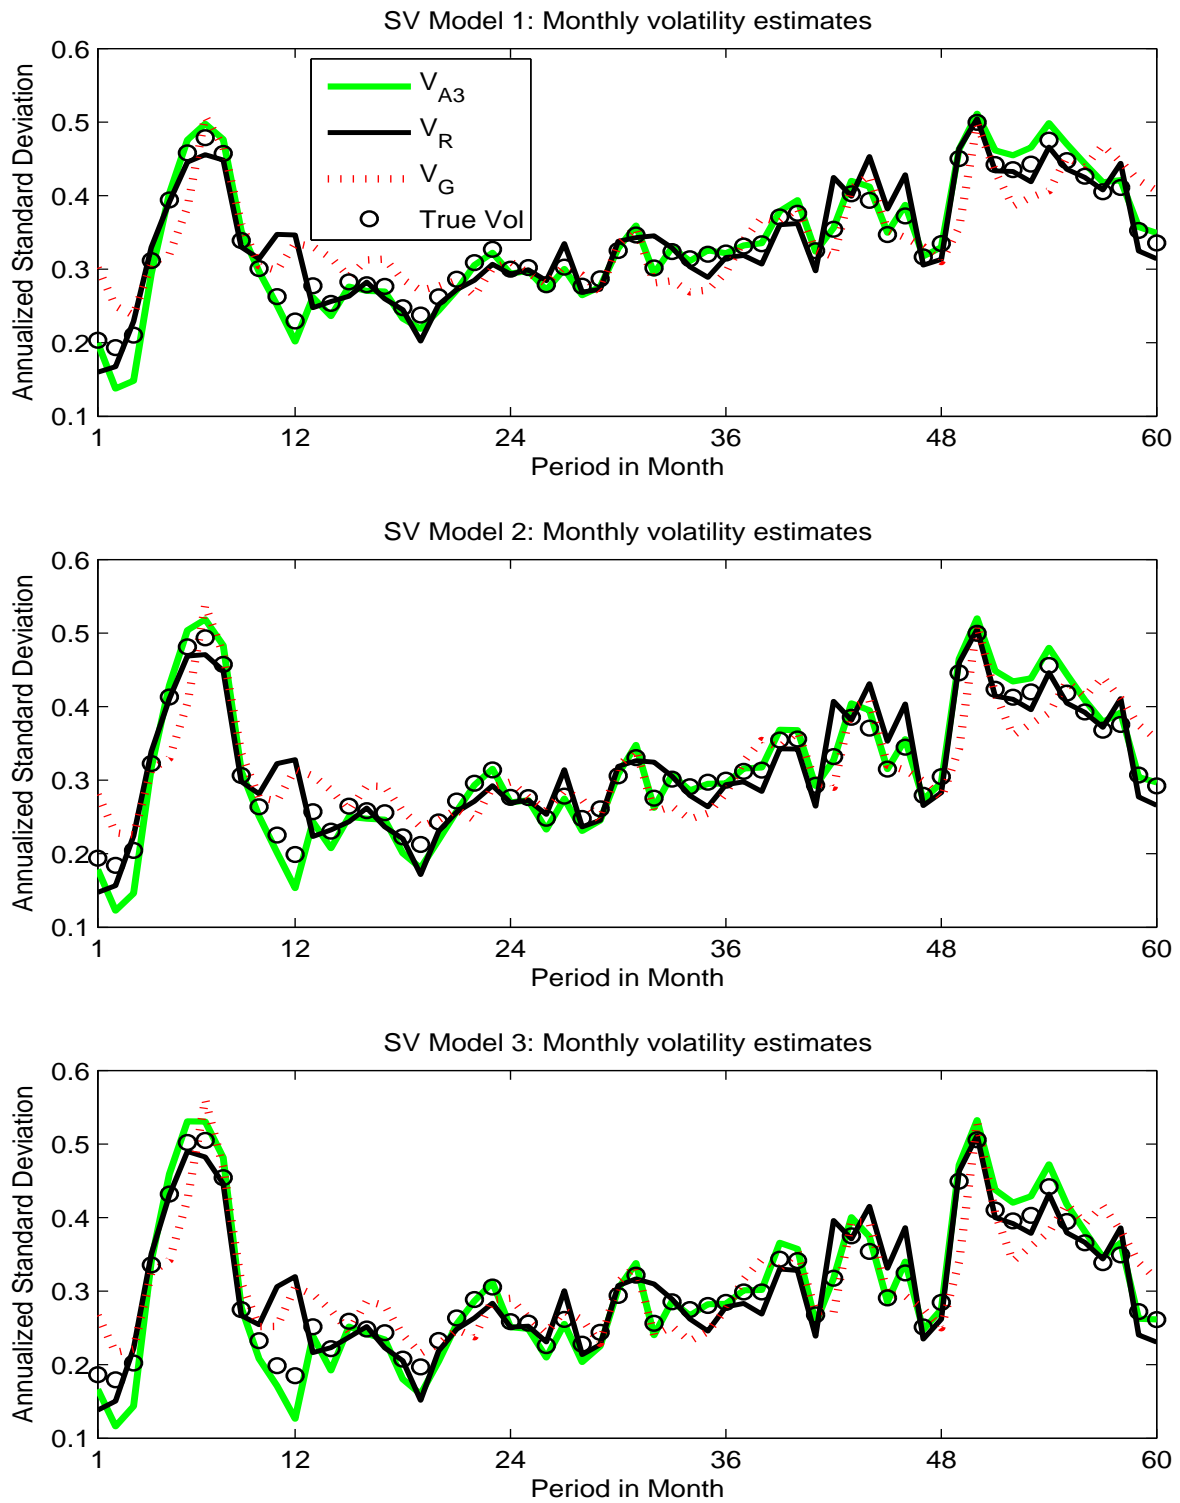 SV Model 1: Monthly volatility estimates
Annualized Standard Deviation
0.6
0.5
0.4
0.3
0.2
0.1
V_A3
V_R
V_G
True Vol
1 12 24 36 48 60
Period in Month
SV Model 2: Monthly volatility estimates
Annualized Standard Deviation
0.6
0.5
0.4
0.3
0.2
0.1
1 12 24 36 48 60
Period in Month
SV Model 3: Monthly volatility estimates
Annualized Standard Deviation
0.6
0.5
0.4
0.3
0.2
0.1
1 12 24 36 48 60
Period in Month